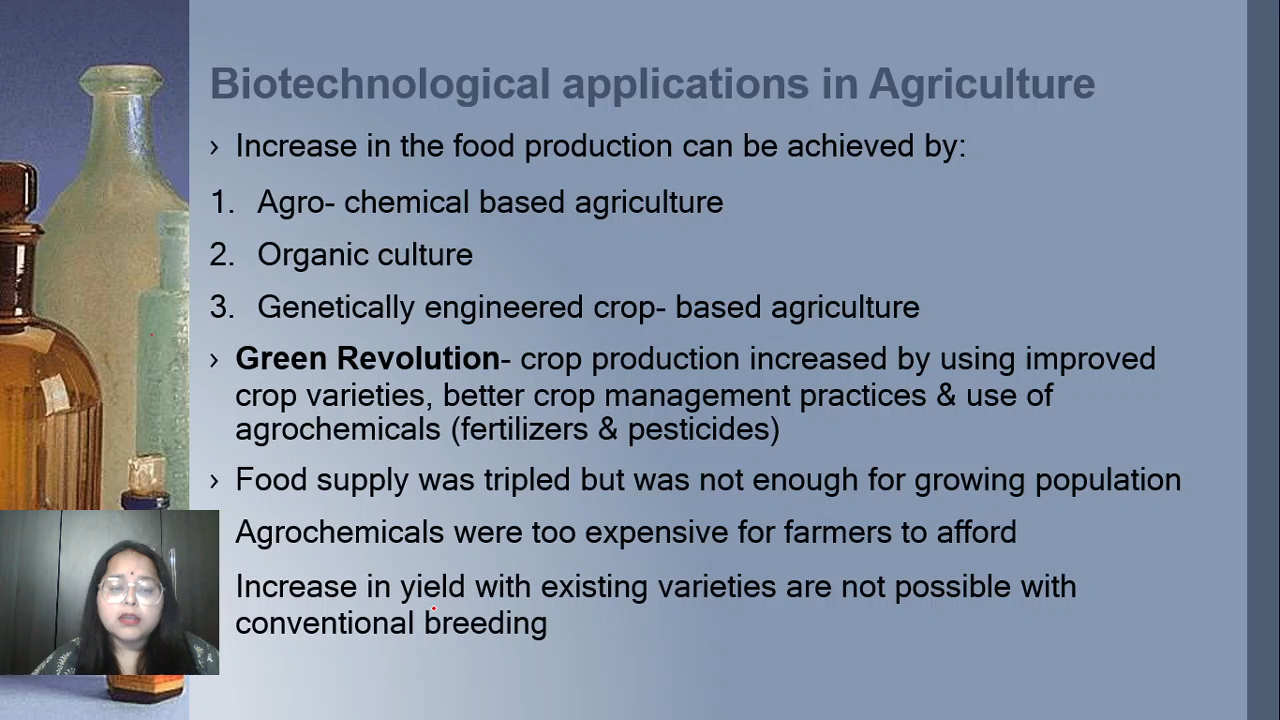 Biotechnological applications in Agriculture
› Increase in the food production can be achieved by:
1. Agro- chemical based agriculture
2. Organic culture
3. Genetically engineered crop- based agriculture
› Green Revolution- crop production increased by using improved
crop varieties, better crop management practices & use of
agrochemicals (fertilizers & pesticides)
› Food supply was tripled but was not enough for growing population
Agrochemicals were too expensive for farmers to afford
Increase in yield with existing varieties are not possible with
conventional breeding